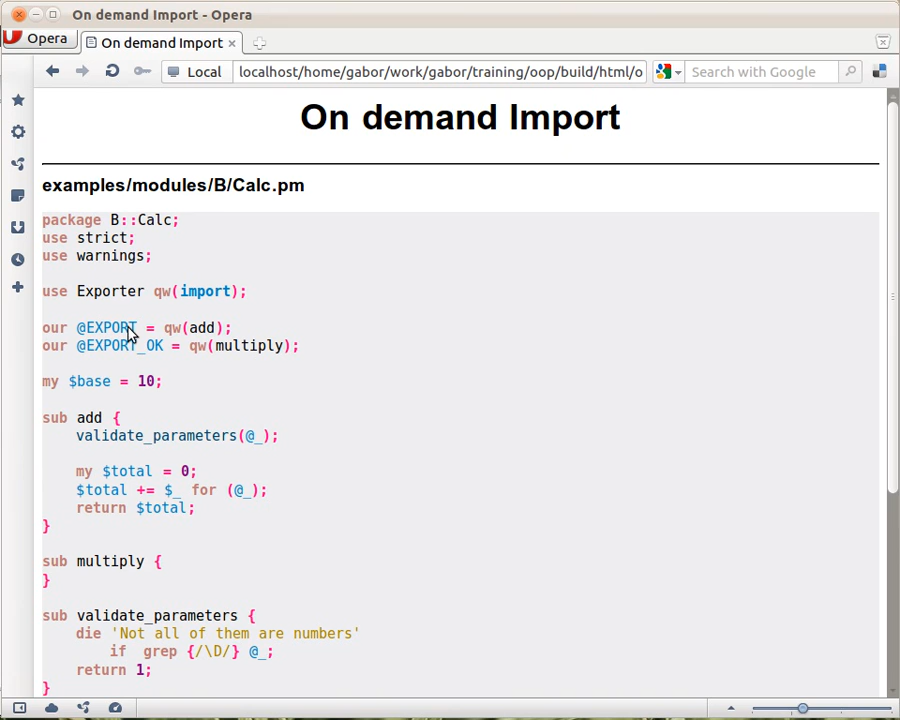 On demand Import - Opera
Opera
On demand Import
Local
localhost/home/gabor/work/gabor/training/oop/build/html/o
Search with Google
On demand Import
examples/modules/B/Calc.pm
package B::Calc;
use strict;
use warnings;
use Exporter qw(import);
our @EXPORT = qw(add);
our @EXPORT_OK = qw(multiply);
my $base = 10;
sub add {
    validate_parameters(@_);
    my $total = 0;
    $total += $_ for (@_);
    return $total;
}
sub multiply {
}
sub validate_parameters {
    die 'Not all of them are numbers'
        if  grep {/\D/} @_;
    return 1;
}